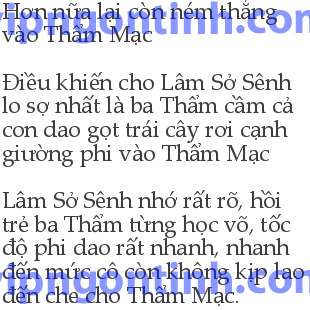 Hơn nữa lại còn ném thẳng
vào Thẩm Mạc
Điều khiến cho Lâm Sở Sênh
lo sợ nhất là ba Thẩm cầm cả
con dao gọt trái cây rơi cạnh
giường phi vào Thẩm Mạc
Lâm Sở Sênh nhớ rất rõ, hồi
trẻ ba Thẩm từng học võ, tốc
độ phi dao rất nhanh, nhanh
đến mức cô còn không kịp lao
đến che cho Thẩm Mạc.